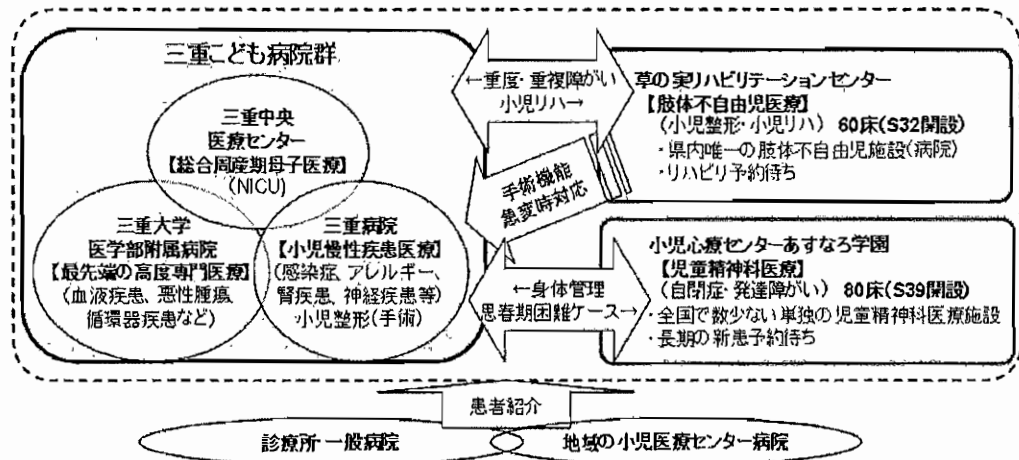 三重こども病院群
三重中央
医療センター
【総合周産期母子医療】
(NICU)
三重大学
医学部附属病院
【最先端の高度専門医療】
(血液疾患、悪性腫瘍、
循環器疾患など)
三重病院
【小児慢性疾患医療】
(感染症、アレルギー、
腎疾患、神経疾患等)
小児整形(手術)
←重度・重複障がい
小児リハ→
手術機能
急変時対応
←身体管理
思春期困難ケース→
草の実リハビリテーションセンター
【肢体不自由児医療】
(小児整形・小児リハ) 60床(S32開設)
・県内唯一の肢体不自由児施設(病院)
・リハビリ予約待ち
小児心療センターあすなろ学園
【児童精神科医療】
(自閉症・発達障がい) 80床(S39開設)
・全国で数少ない単独の児童精神科医療施設
・長期の新患予約待ち
患者紹介
診療所 一般病院
地域の小児医療センター病院